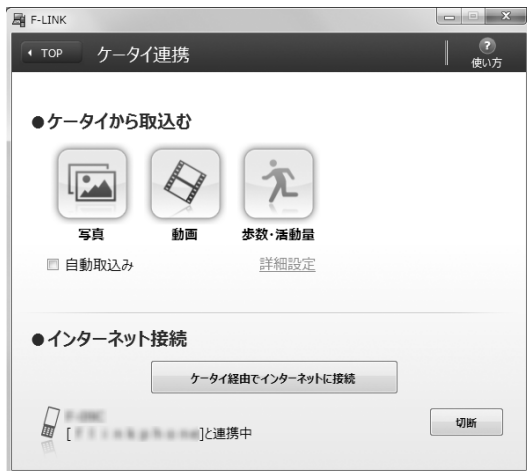 F-LINK
TOP ケータイ連携 ? 使い方
●ケータイから取込む
写真 動画 歩数・活動量
自動取込み 詳細設定
●インターネット接続
ケータイ経由でインターネットに接続
[ ]と連携中 切断